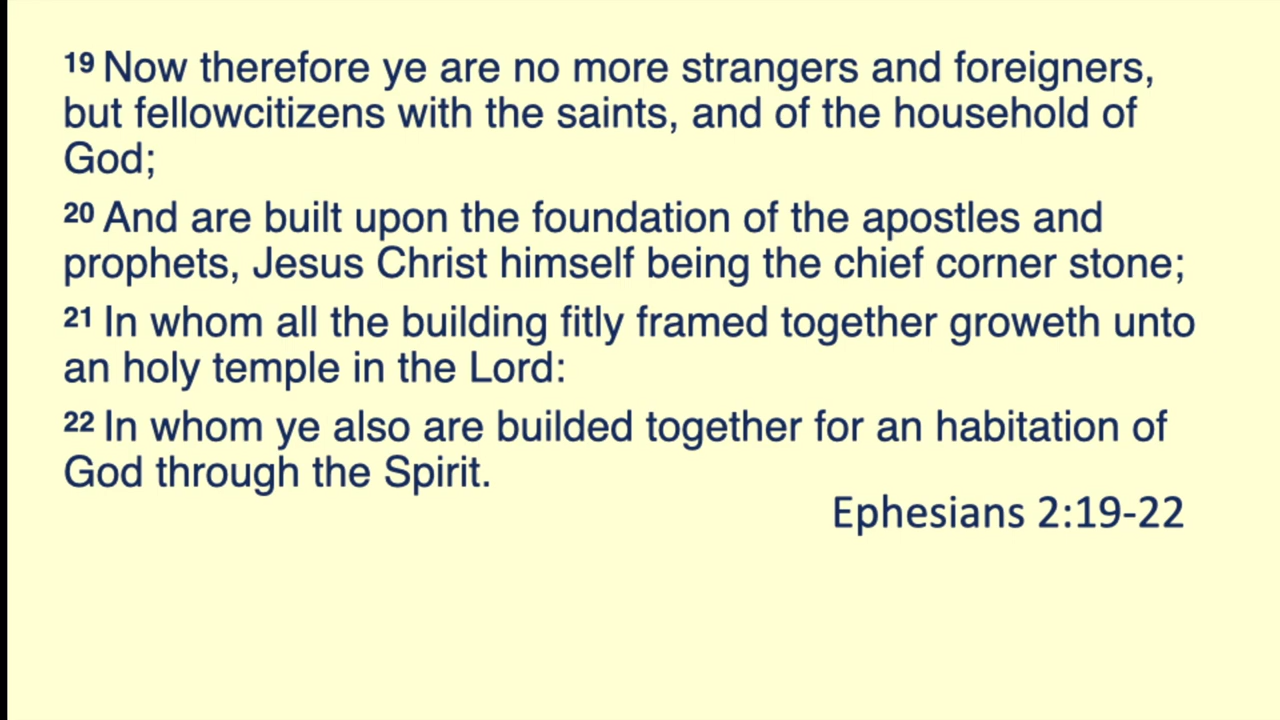 19 Now therefore ye are no more strangers and foreigners,
but fellowcitizens with the saints, and of the household of
God;
20 And are built upon the foundation of the apostles and
prophets, Jesus Christ himself being the chief corner stone;
21 In whom all the building fitly framed together groweth unto
an holy temple in the Lord:
22 In whom ye also are builded together for an habitation of
God through the Spirit.
Ephesians 2:19-22